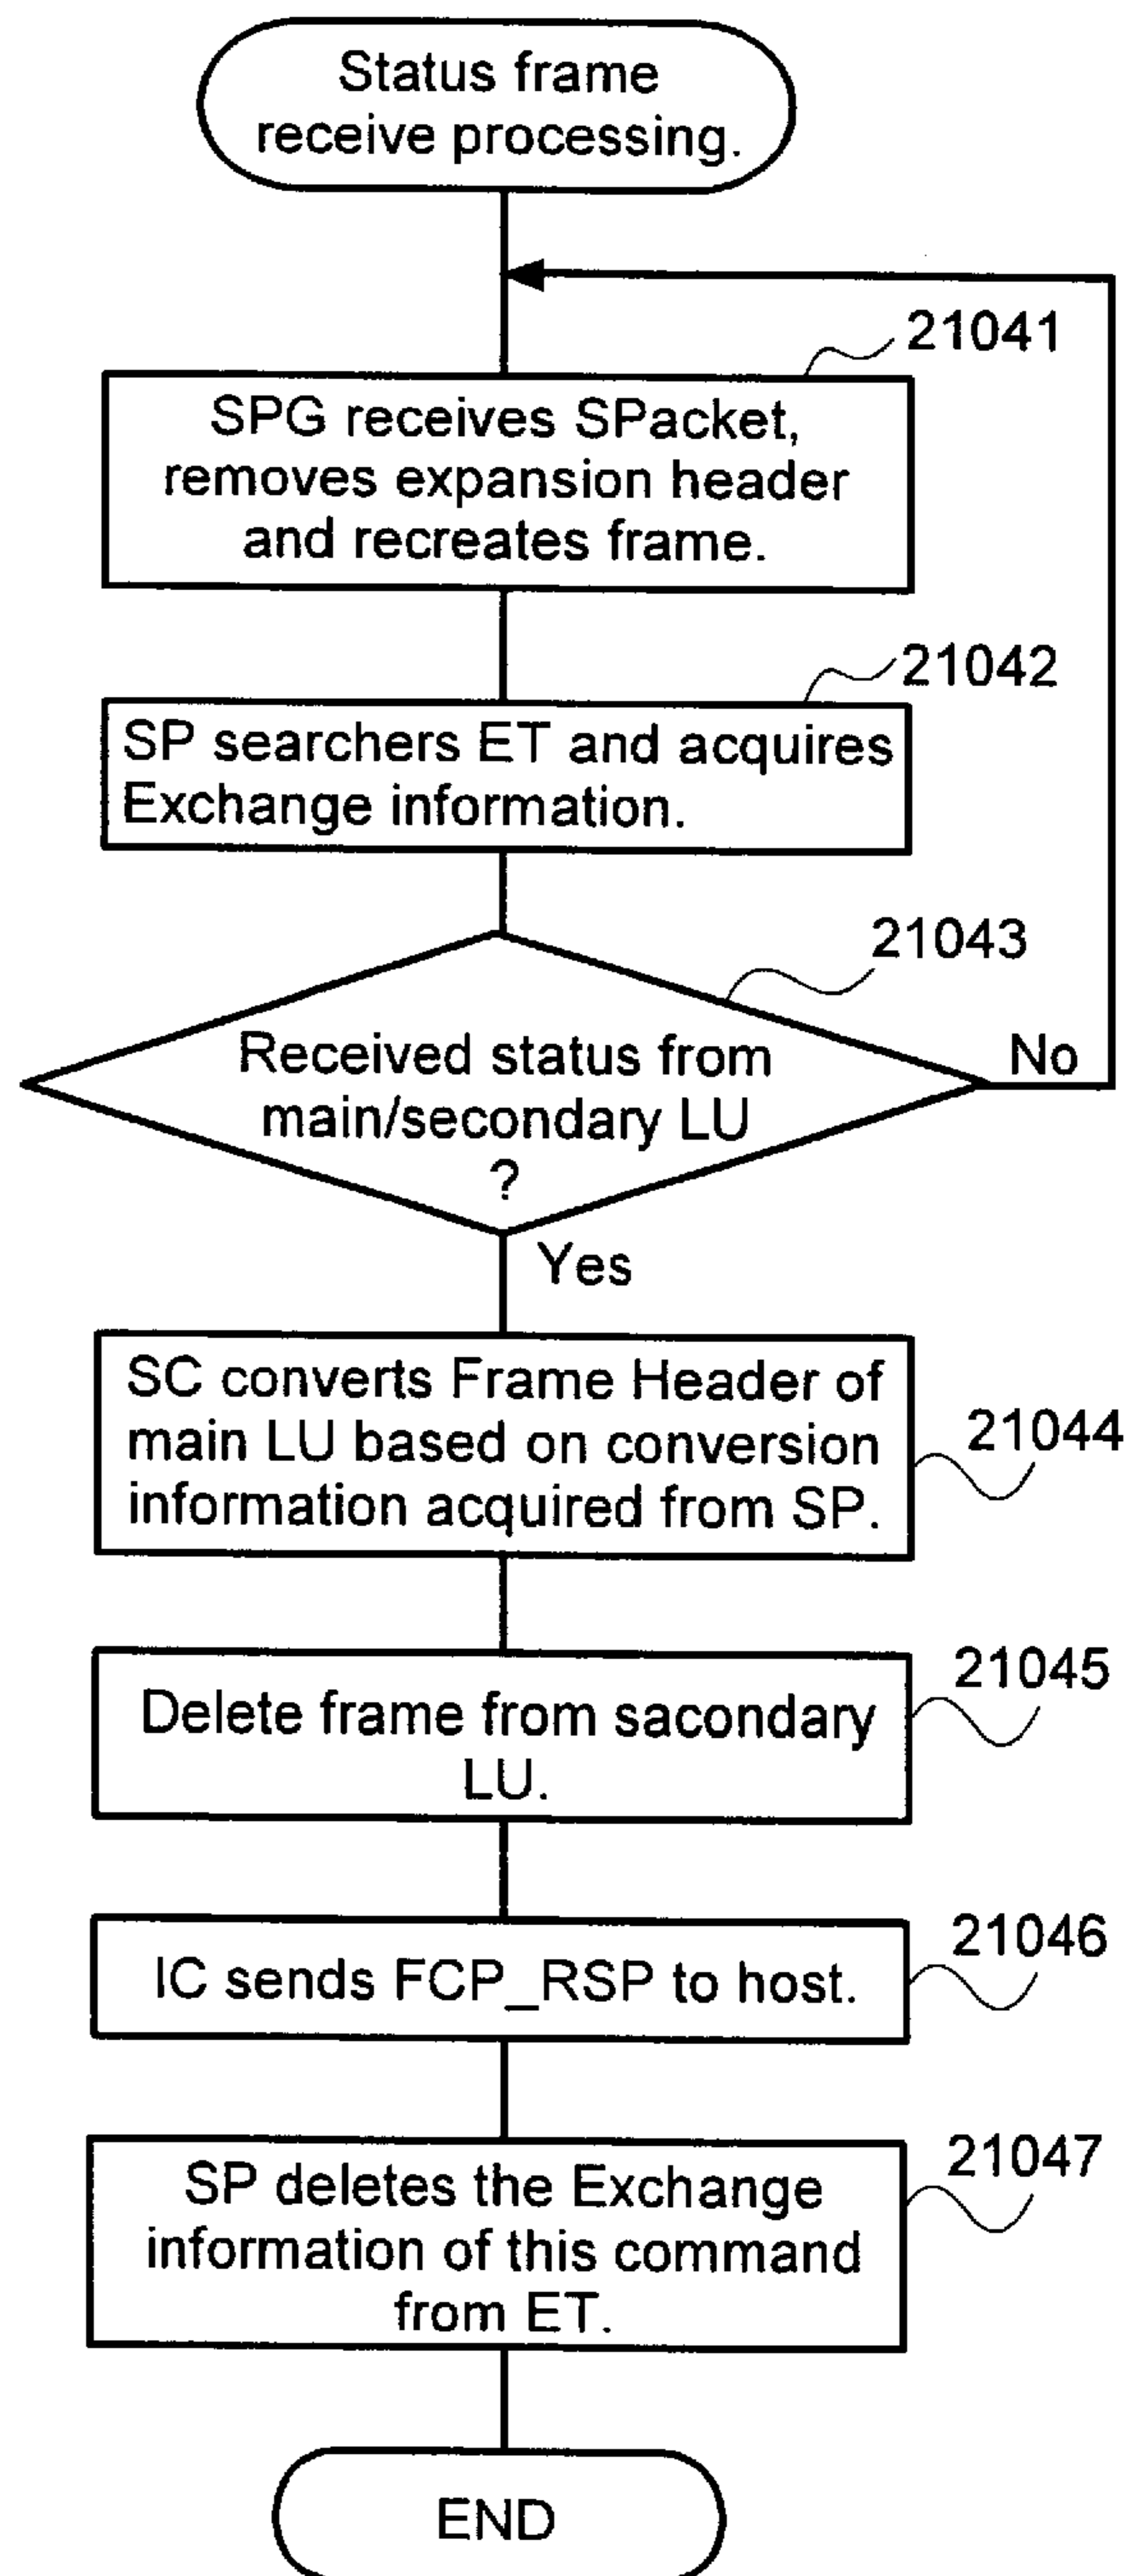 Status frame
receive processing.
21041
SPG receives SPacket,
removes expansion header
and recreates frame.
21042
SP searchers ET and acquires
Exchange information.
21043
Received status from
main/secondary LU
?
No
Yes
SC converts Frame Header of
main LU based on conversion
information acquired from SP.
21044
Delete frame from sacondary
LU.
21045
IC sends FCP_RSP to host.
21046
SP deletes the Exchange
information of this command
from ET.
21047
END